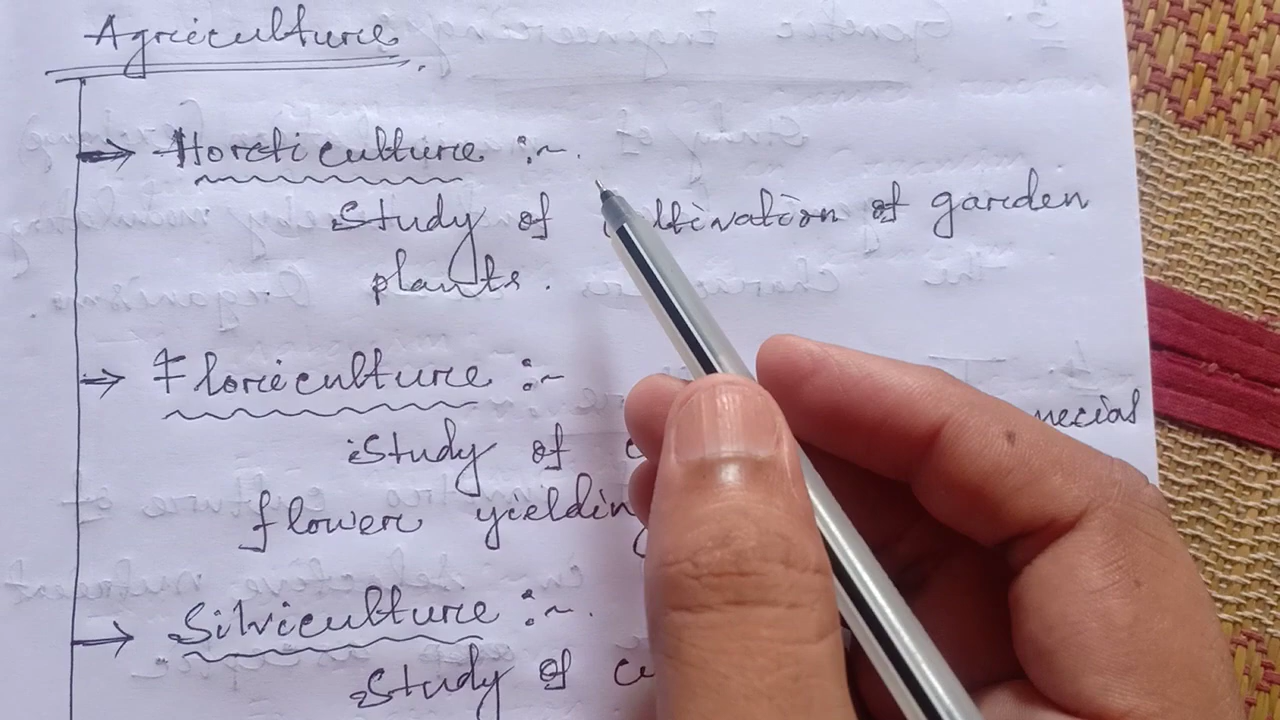 Agriculture.
→ Horticulture :~.
Study of cultivation of garden
plants.
→ Floriculture :~
Study of
flower yielding
→ Silviculture :~.
Study of